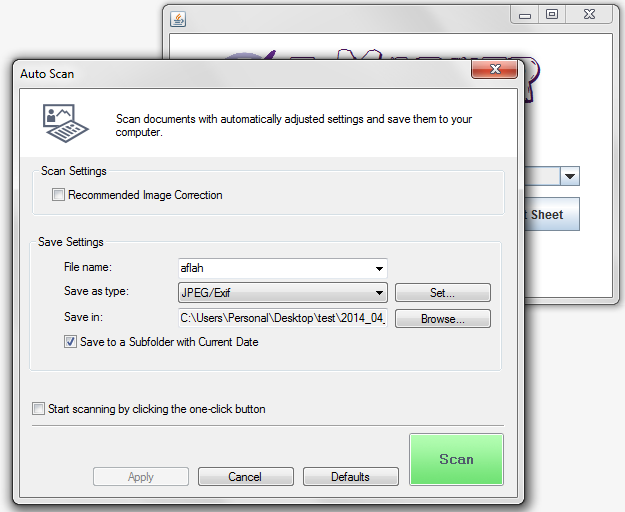 Auto Scan
Scan documents with automatically adjusted settings and save them to your
computer.
Scan Settings
Recommended Image Correction
Save Settings
File name:
aflah
Save as type:
JPEG/Exif
Set...
Save in:
C:\Users\Personal\Desktop\test\2014_04_
Browse...
Save to a Subfolder with Current Date
Start scanning by clicking the one-click button
Scan
Apply
Cancel
Defaults
Sheet